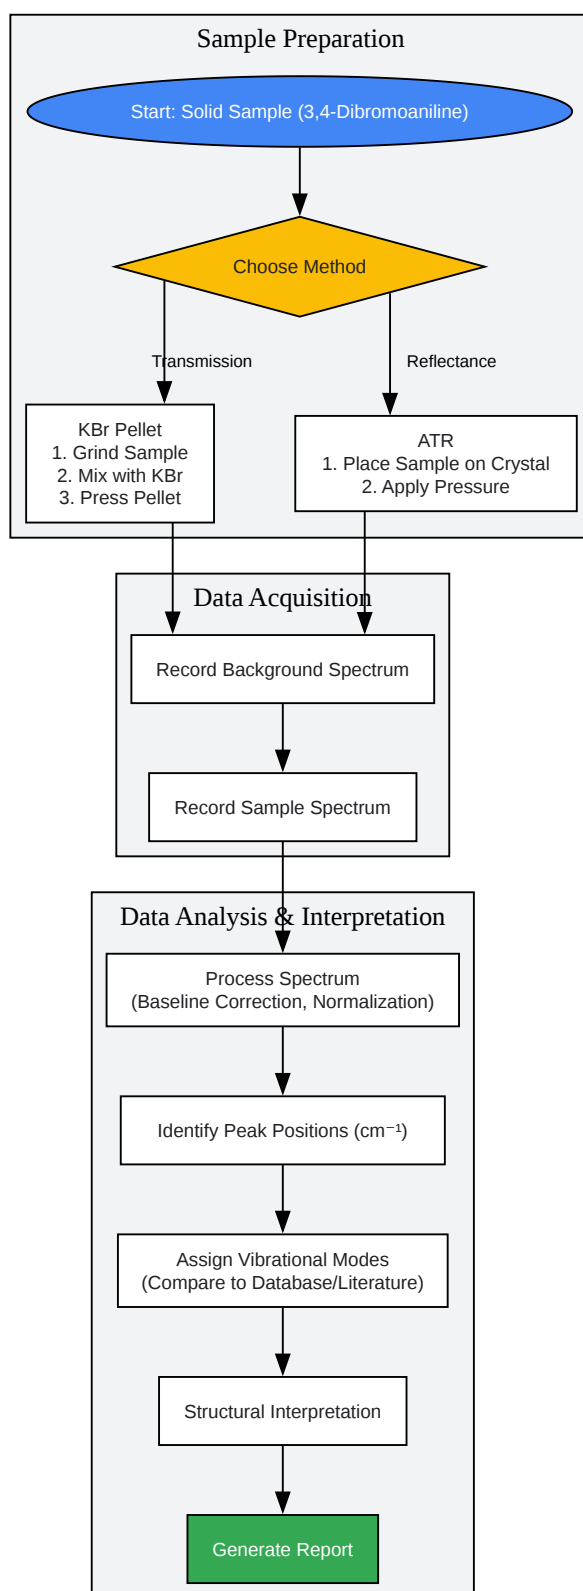 Sample Preparation
Start: Solid Sample (3,4-Dibromoaniline)
Choose Method
Transmission
Reflectance
KBr Pellet
1. Grind Sample
2. Mix with KBr
3. Press Pellet
ATR
1. Place Sample on Crystal
2. Apply Pressure
Data Acquisition
Record Background Spectrum
Record Sample Spectrum
Data Analysis & Interpretation
Process Spectrum
(Baseline Correction, Normalization)
Identify Peak Positions (cm⁻¹)
Assign Vibrational Modes
(Compare to Database/Literature)
Structural Interpretation
Generate Report